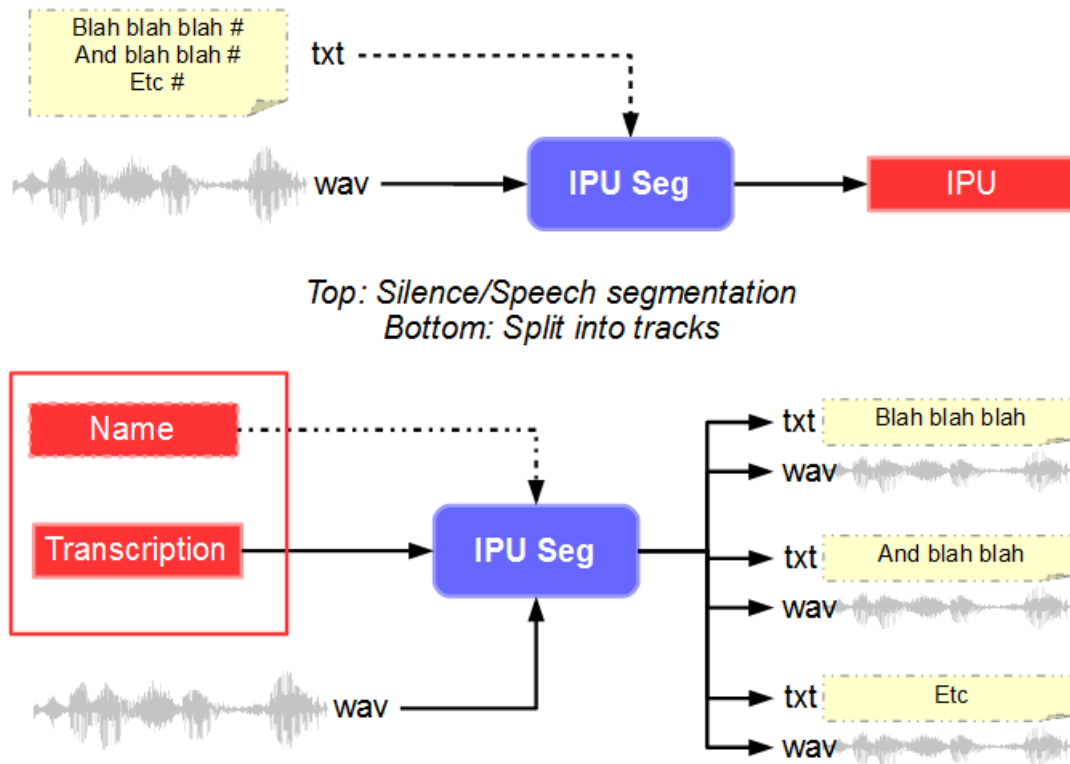 Blah blah blah #
And blah blah #
Etc #
txt
wav
IPU Seg
IPU
Top: Silence/Speech segmentation
Bottom: Split into tracks
Name
Transcription
wav
IPU Seg
txt
Blah blah blah
wav
txt
And blah blah
wav
txt
Etc
wav